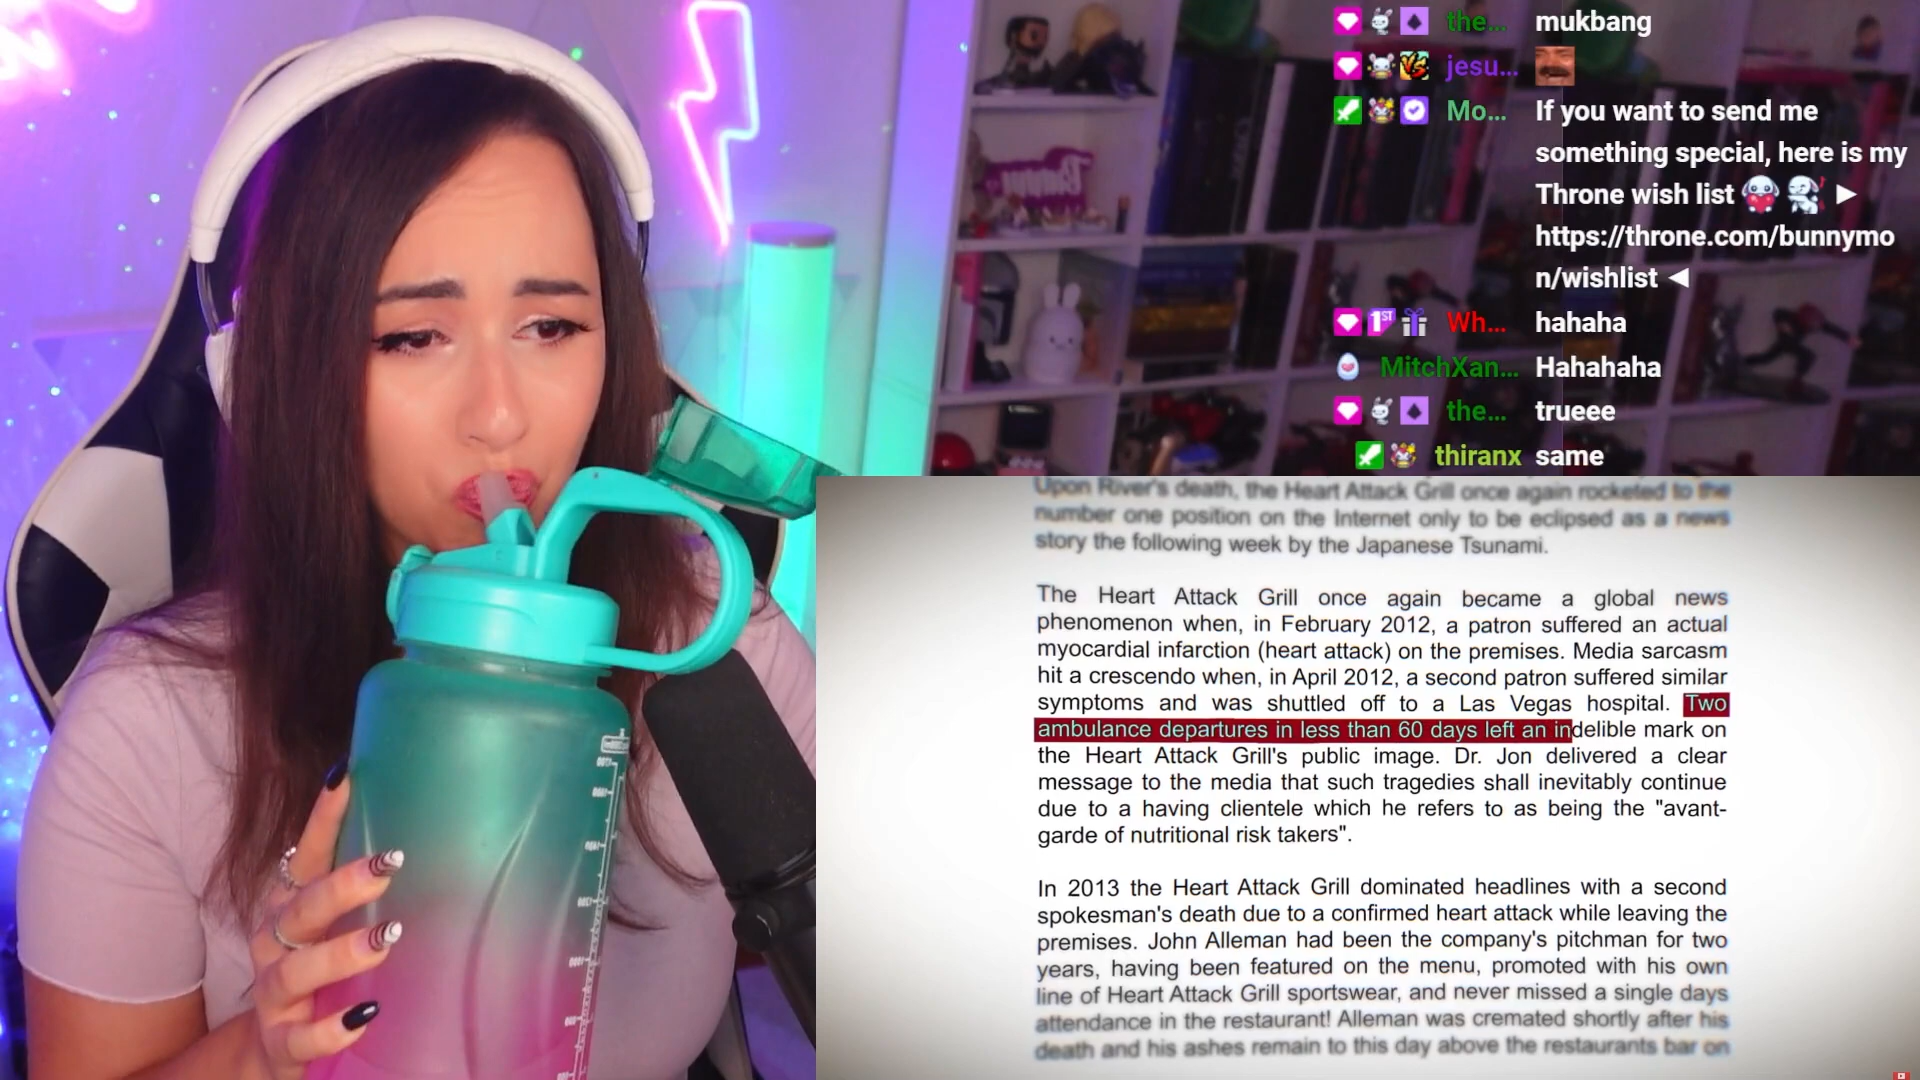 the... mukbang
jesu...
Mo... If you want to send me
something special, here is my
Throne wish list ►
https://throne.com/bunnymo
n/wishlist ◄
1ST Wh... hahaha
MitchXan... Hahahaha
the... trueee
thiranx same
Upon River's death, the Heart Attack Grill once again rocketed to the
number one position on the Internet only to be eclipsed as a news
story the following week by the Japanese Tsunami.
The Heart Attack Grill once again became a global news
phenomenon when, in February 2012, a patron suffered an actual
myocardial infarction (heart attack) on the premises. Media sarcasm
hit a crescendo when, in April 2012, a second patron suffered similar
symptoms and was shuttled off to a Las Vegas hospital. Two
ambulance departures in less than 60 days left an indelible mark on
the Heart Attack Grill's public image. Dr. Jon delivered a clear
message to the media that such tragedies shall inevitably continue
due to a having clientele which he refers to as being the "avant-
garde of nutritional risk takers".
In 2013 the Heart Attack Grill dominated headlines with a second
spokesman's death due to a confirmed heart attack while leaving the
premises. John Alleman had been the company's pitchman for two
years, having been featured on the menu, promoted with his own
line of Heart Attack Grill sportswear, and never missed a single days
attendance in the restaurant! Alleman was cremated shortly after his
death and his ashes remain to this day above the restaurants bar on